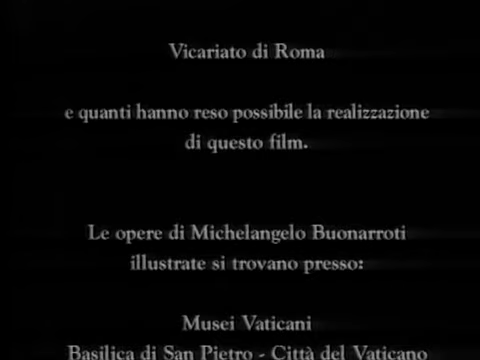 Vicariato di Roma
e quanti hanno reso possibile la realizzazione
di questo film.
Le opere di Michelangelo Buonarroti
illustrate si trovano presso:
Musei Vaticani
Basilica di San Pietro - Città del Vaticano